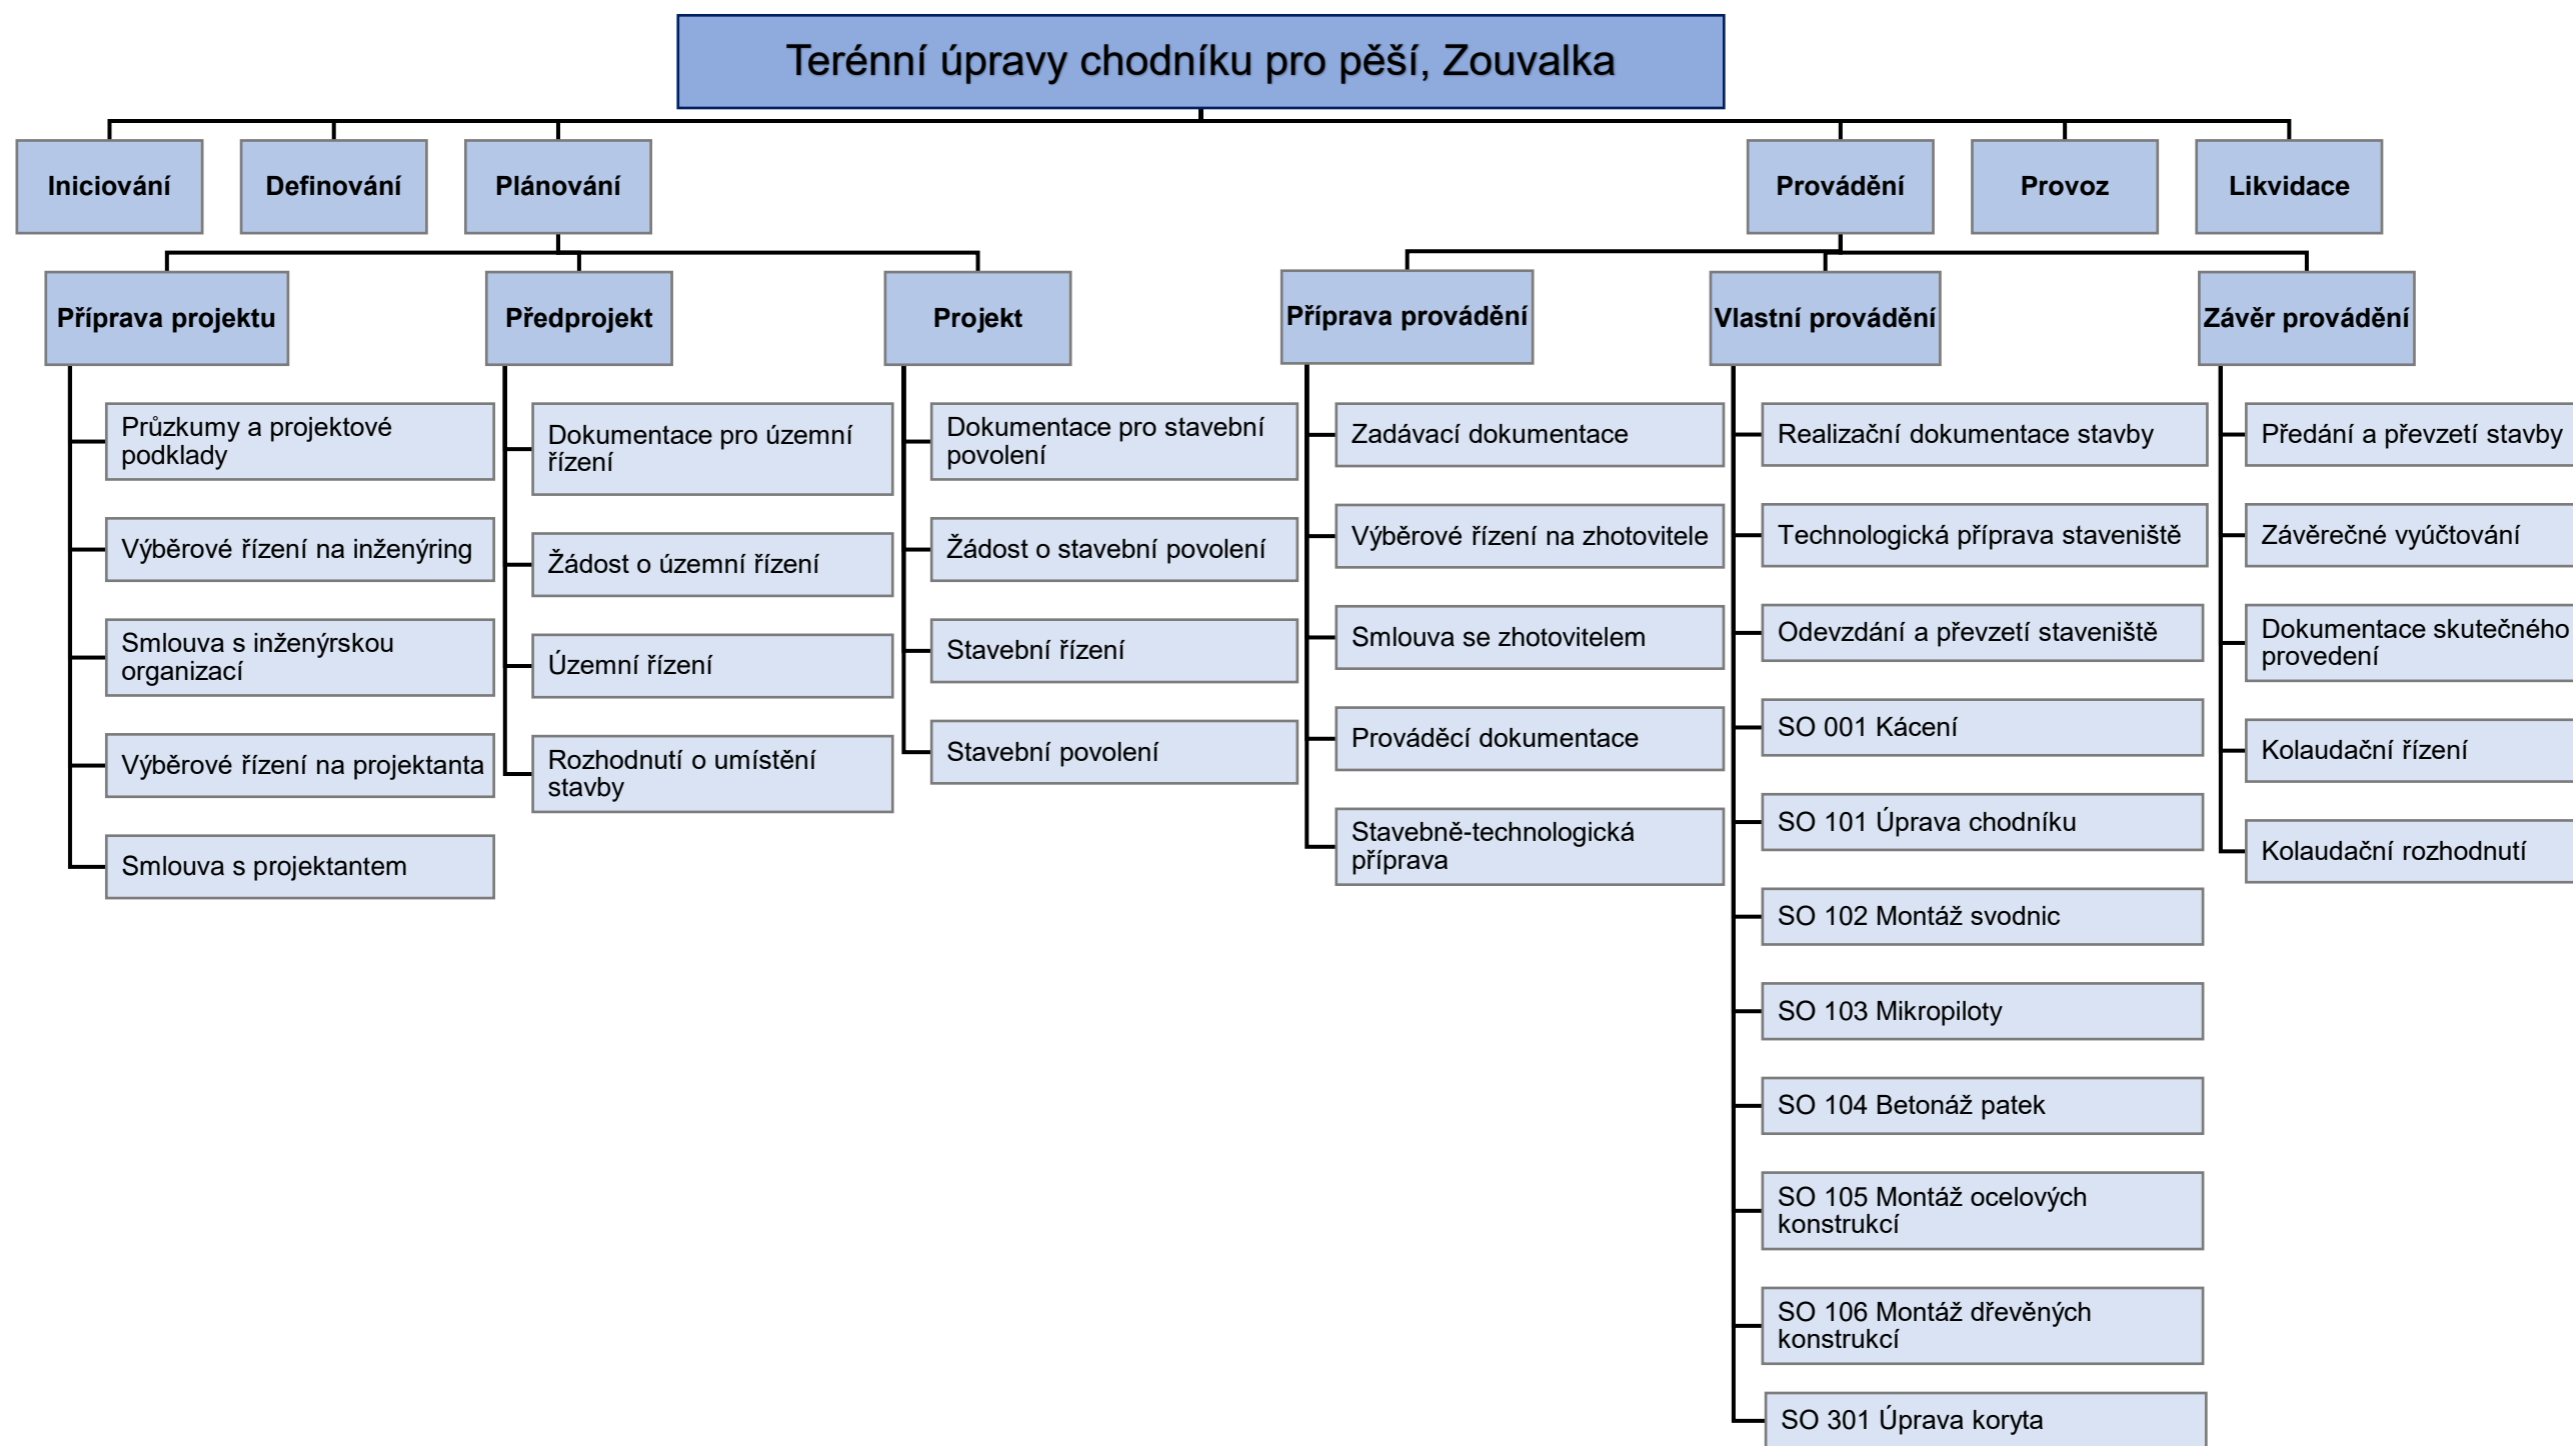 Terénní úpravy chodníku pro pěší, Zouvalka
Iniciování
Definování
Plánování
Provádění
Provoz
Likvidace
Příprava projektu
Předprojekt
Projekt
Příprava provádění
Vlastní provádění
Závěr provádění
Průzkumy a projektové
podklady
Výběrové řízení na inženýring
Smlouva s inženýrskou
organizací
Výběrové řízení na projektanta
Smlouva s projektantem
Dokumentace pro územní
řízení
Žádost o územní řízení
Územní řízení
Rozhodnutí o umístění
stavby
Dokumentace pro stavební
povolení
Žádost o stavební povolení
Stavební řízení
Stavební povolení
Zadávací dokumentace
Výběrové řízení na zhotovitele
Smlouva se zhotovitelem
Prováděcí dokumentace
Stavebně-technologická
příprava
Realizační dokumentace stavby
Technologická příprava staveniště
Odevzdání a převzetí staveniště
SO 001 Kácení
SO 101 Úprava chodníku
SO 102 Montáž svodnic
SO 103 Mikropiloty
SO 104 Betonáž patek
SO 105 Montáž ocelových
konstrukcí
SO 106 Montáž dřevěných
konstrukcí
SO 301 Úprava koryta
Předání a převzetí stavby
Závěrečné vyúčtování
Dokumentace skutečného
provedení
Kolaudační řízení
Kolaudační rozhodnutí